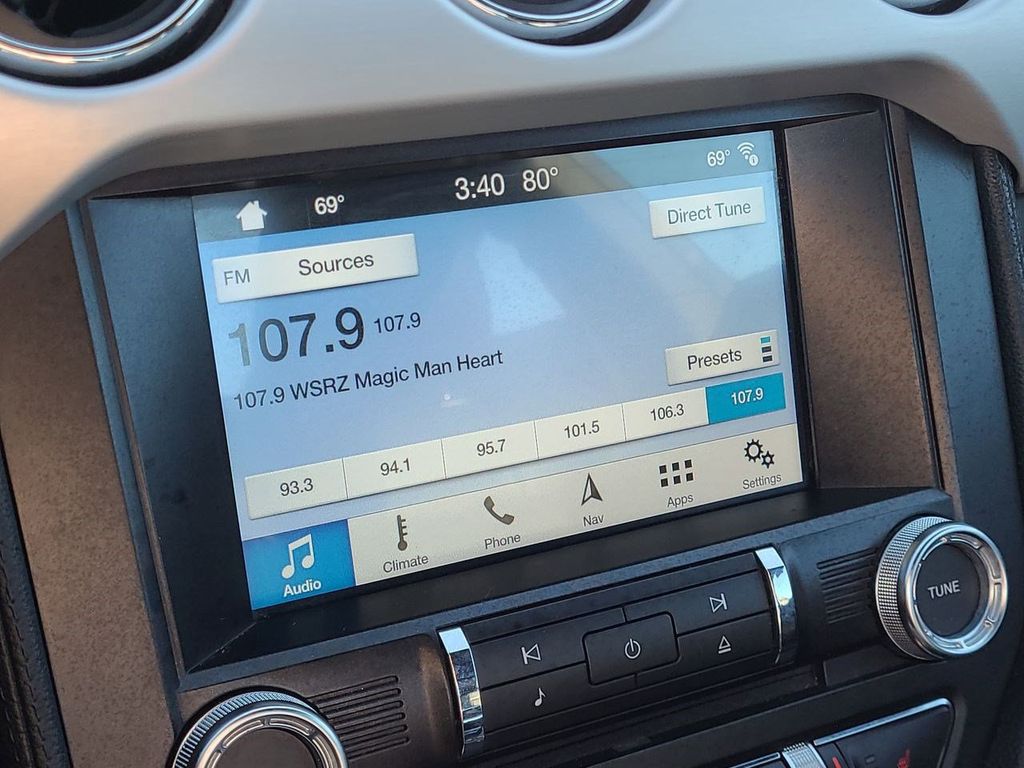 69° 3:40 80° 69°
Direct Tune
FM Sources
107.9 107.9
107.9 WSRZ Magic Man Heart
Presets
93.3 94.1 95.7 101.5 106.3 107.9
Audio Climate Phone Nav Apps Settings
TUNE